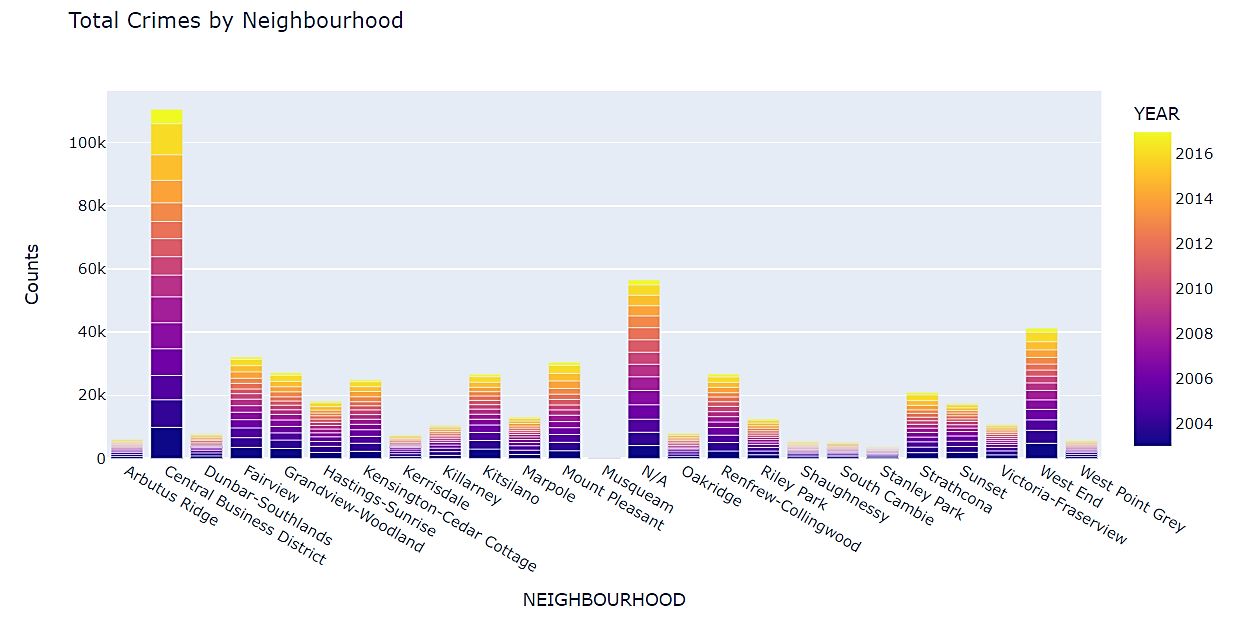 Total Crimes by Neighbourhood
YEAR
100k
80k
60k
40k
20k
0
Counts
2016
2014
2012
2010
2008
2006
2004
Arbutus Ridge
Central Business District
Dunbar-Southlands
Fairview
Grandview-Woodland
Hastings-Sunrise
Kensington-Cedar Cottage
Kerrisdale
Killarney
Kitsilano
Marpole
Mount Pleasant
Musqueam
N/A
Oakridge
Renfrew-Collingwood
Riley Park
Shaughnessy
South Cambie
Stanley Park
Strathcona
Sunset
Victoria-Fraserview
West End
West Point Grey
NEIGHBOURHOOD